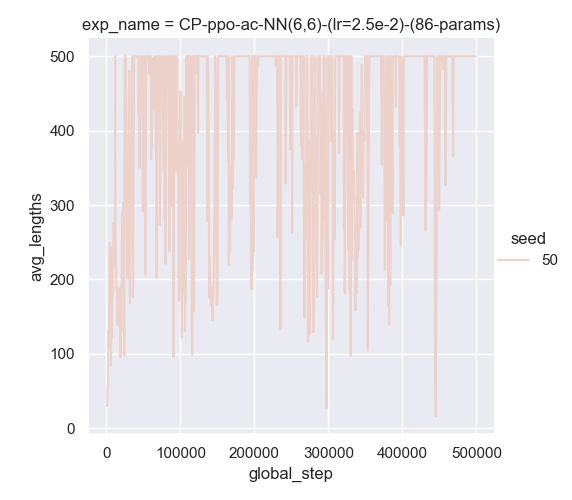 exp_name = CP-ppo-ac-NN(6,6)-(lr=2.5e-2)-(86-params)
500
400
300
200
100
0
avg_lengths
0 100000 200000 300000 400000 500000
global_step
seed
50